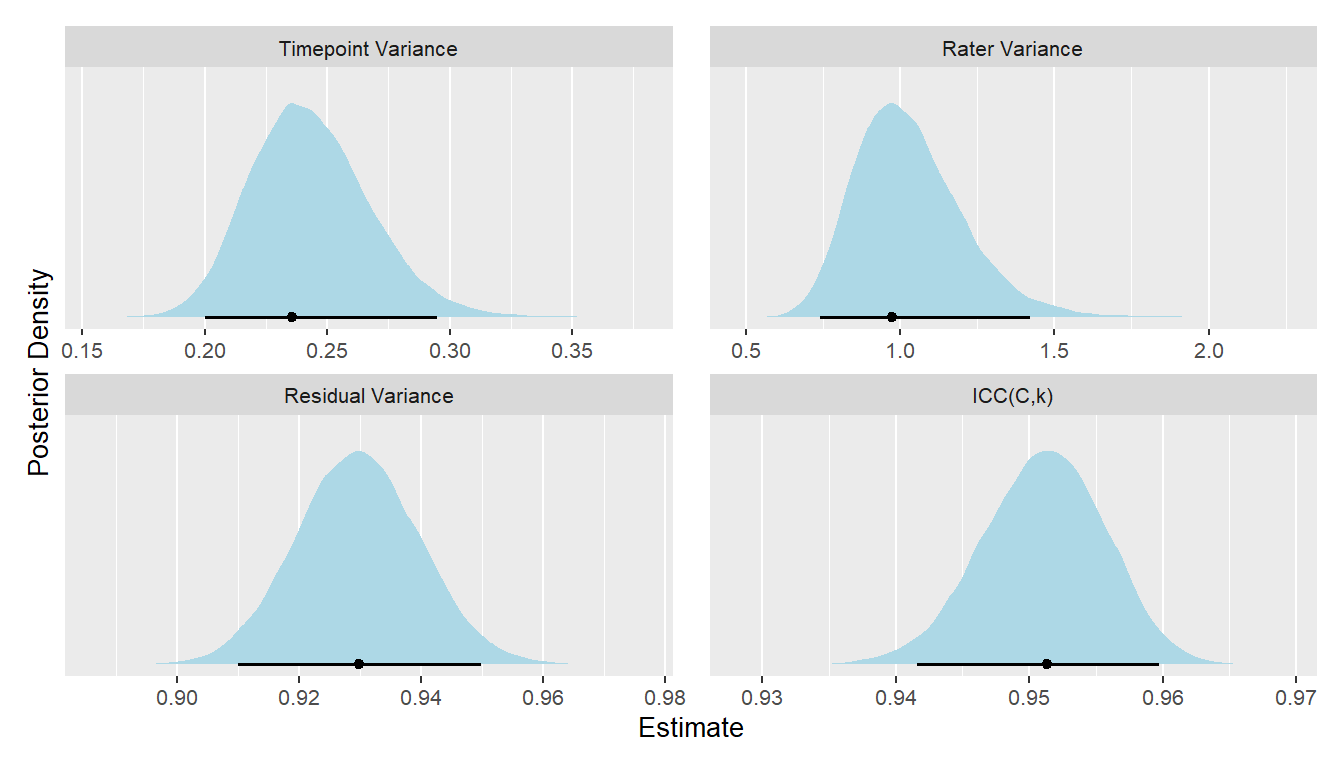 Timepoint Variance
Rater Variance
0.15 0.20 0.25 0.30 0.35
0.5 1.0 1.5 2.0
Posterior Density
Residual Variance
ICC(C,k)
0.90 0.92 0.94 0.96 0.98
0.93 0.94 0.95 0.96 0.97
Estimate